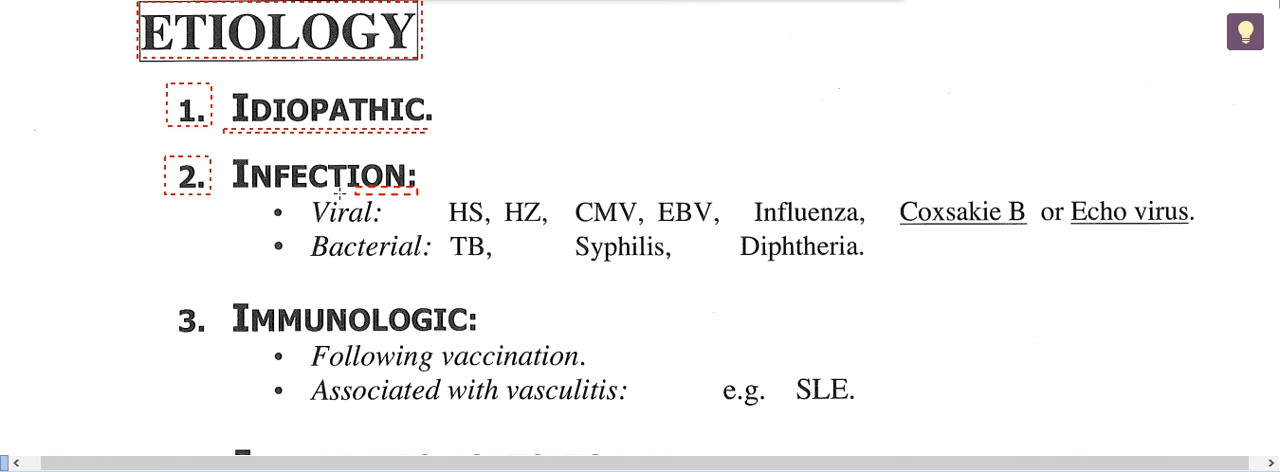 ETIOLOGY
1. IDIOPATHIC.
2. INFECTION:
• Viral: HS, HZ, CMV, EBV, Influenza, Coxsakie B or Echo virus.
• Bacterial: TB, Syphilis, Diphtheria.
3. IMMUNOLOGIC:
• Following vaccination.
• Associated with vasculitis: e.g. SLE.